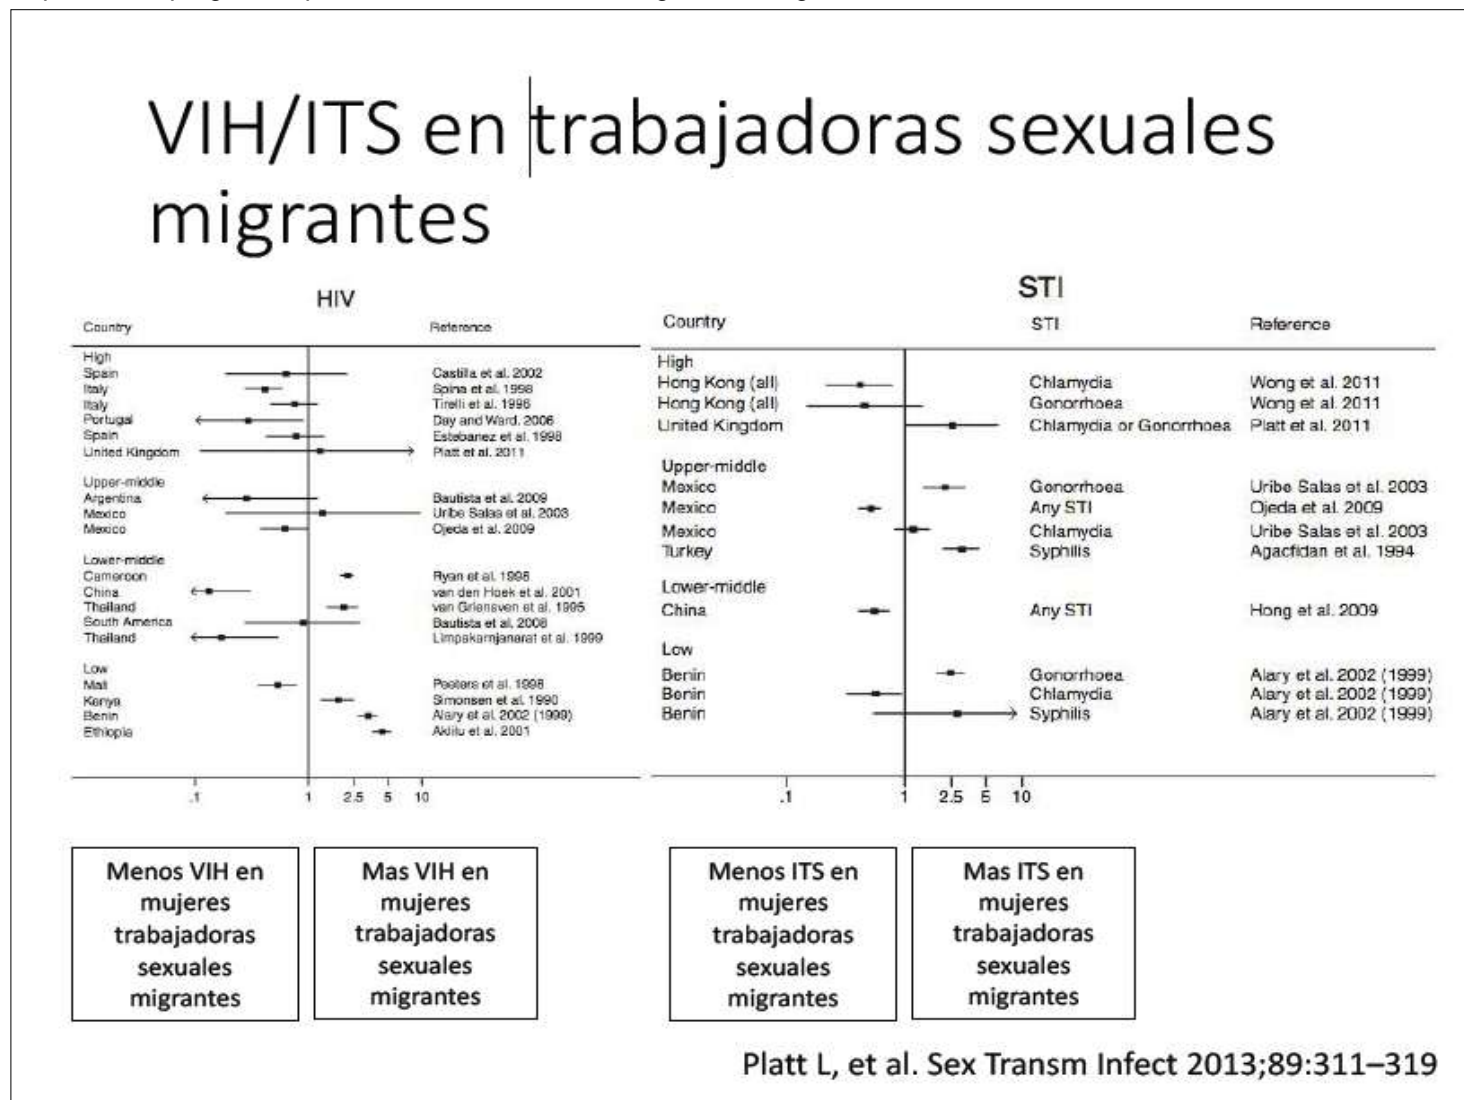 VIH/ITS en trabajadoras sexuales
migrantes
HIV
Country Reference
High
Spain Castilla et al. 2002
Italy Spina et al. 1998
Italy Tirelli et al. 1996
Portugal Day and Ward. 2006
Spain Estebanez et al. 1998
United Kingdom Platt et al. 2011
Upper-middle
Argentina Bautista et al. 2009
Mexico Uribe Salas et al. 2003
Mexico Ojeda et al. 2009
Lower-middle
Cameroon Ryan et al. 1998
China van den Hoek et al. 2001
Thailand van Griensven et al. 1995
South America Bautista et al. 2008
Thailand Limpakarnjanarat et al. 1999
Low
Mali Peeters et al. 1998
Kenya Simonsen et al. 1990
Benin Alary et al. 2002 (1999)
Ethiopia Aklilu et al. 2001
.1 1 2.5 5 10
STI
Country STI Reference
High
Hong Kong (all) Chlamydia Wong et al. 2011
Hong Kong (all) Gonorrhoea Wong et al. 2011
United Kingdom Chlamydia or Gonorrhoea Platt et al. 2011
Upper-middle
Mexico Gonorrhoea Uribe Salas et al. 2003
Mexico Any STI Ojeda et al. 2009
Mexico Chlamydia Uribe Salas et al. 2003
Turkey Syphilis Agacfidan et al. 1994
Lower-middle
China Any STI Hong et al. 2009
Low
Benin Gonorrhoea Alary et al. 2002 (1999)
Benin Chlamydia Alary et al. 2002 (1999)
Benin Syphilis Alary et al. 2002 (1999)
.1 1 2.5 5 10
Menos VIH en
mujeres
trabajadoras
sexuales
migrantes
Mas VIH en
mujeres
trabajadoras
sexuales
migrantes
Menos ITS en
mujeres
trabajadoras
sexuales
migrantes
Mas ITS en
mujeres
trabajadoras
sexuales
migrantes
Platt L, et al. Sex Transm Infect 2013;89:311–319